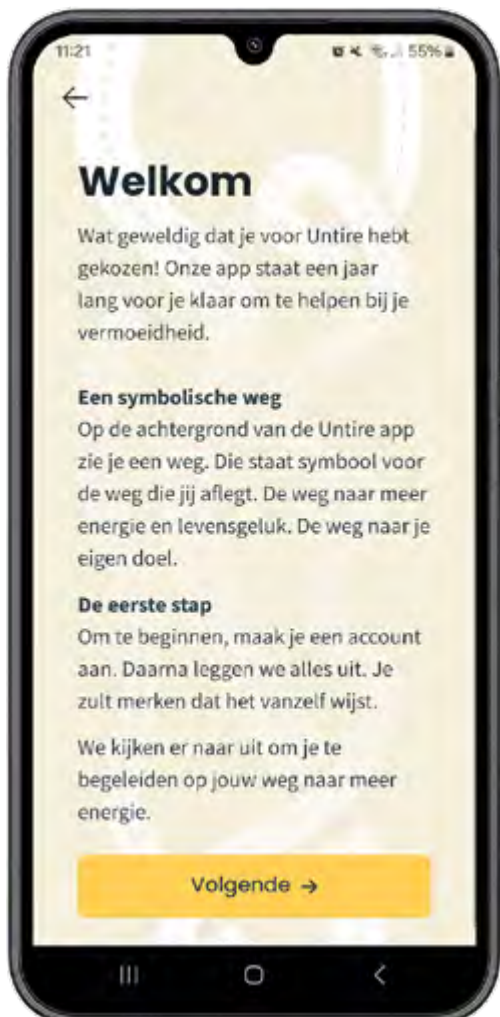 11:21
55%
Welkom
Wat geweldig dat je voor Untire hebt
gekozen! Onze app staat een jaar
lang voor je klaar om te helpen bij je
vermoeidheid.
Een symbolische weg
Op de achtergrond van de Untire app
zie je een weg. Die staat symbool voor
de weg die jij aflegt. De weg naar meer
energie en levensgeluk. De weg naar je
eigen doel.
De eerste stap
Om te beginnen, maak je een account
aan. Daarna leggen we alles uit. Je
zult merken dat het vanzelf wijst.
We kijken er naar uit om je te
begeleiden op jouw weg naar meer
energie.
Volgende →